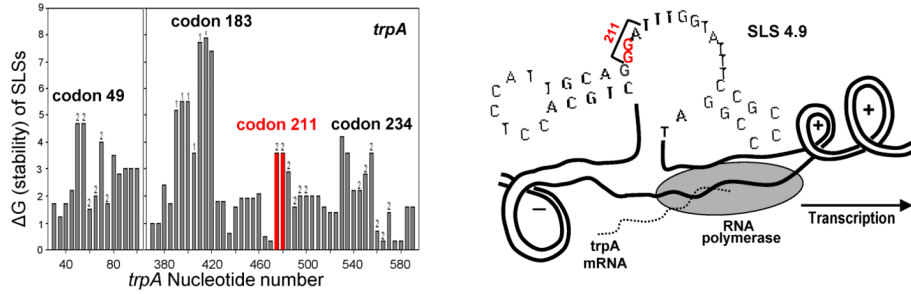 codon 183
trpA
codon 49
codon 211
codon 234
ΔG (stability) of SLSs
9
8
7
6
5
4
3
2
1
0
40 80 380 420 460 500 540 580
trpA Nucleotide number
SLS 4.9
211
RNA
polymerase
Transcription
trpA
mRNA
+
+
–